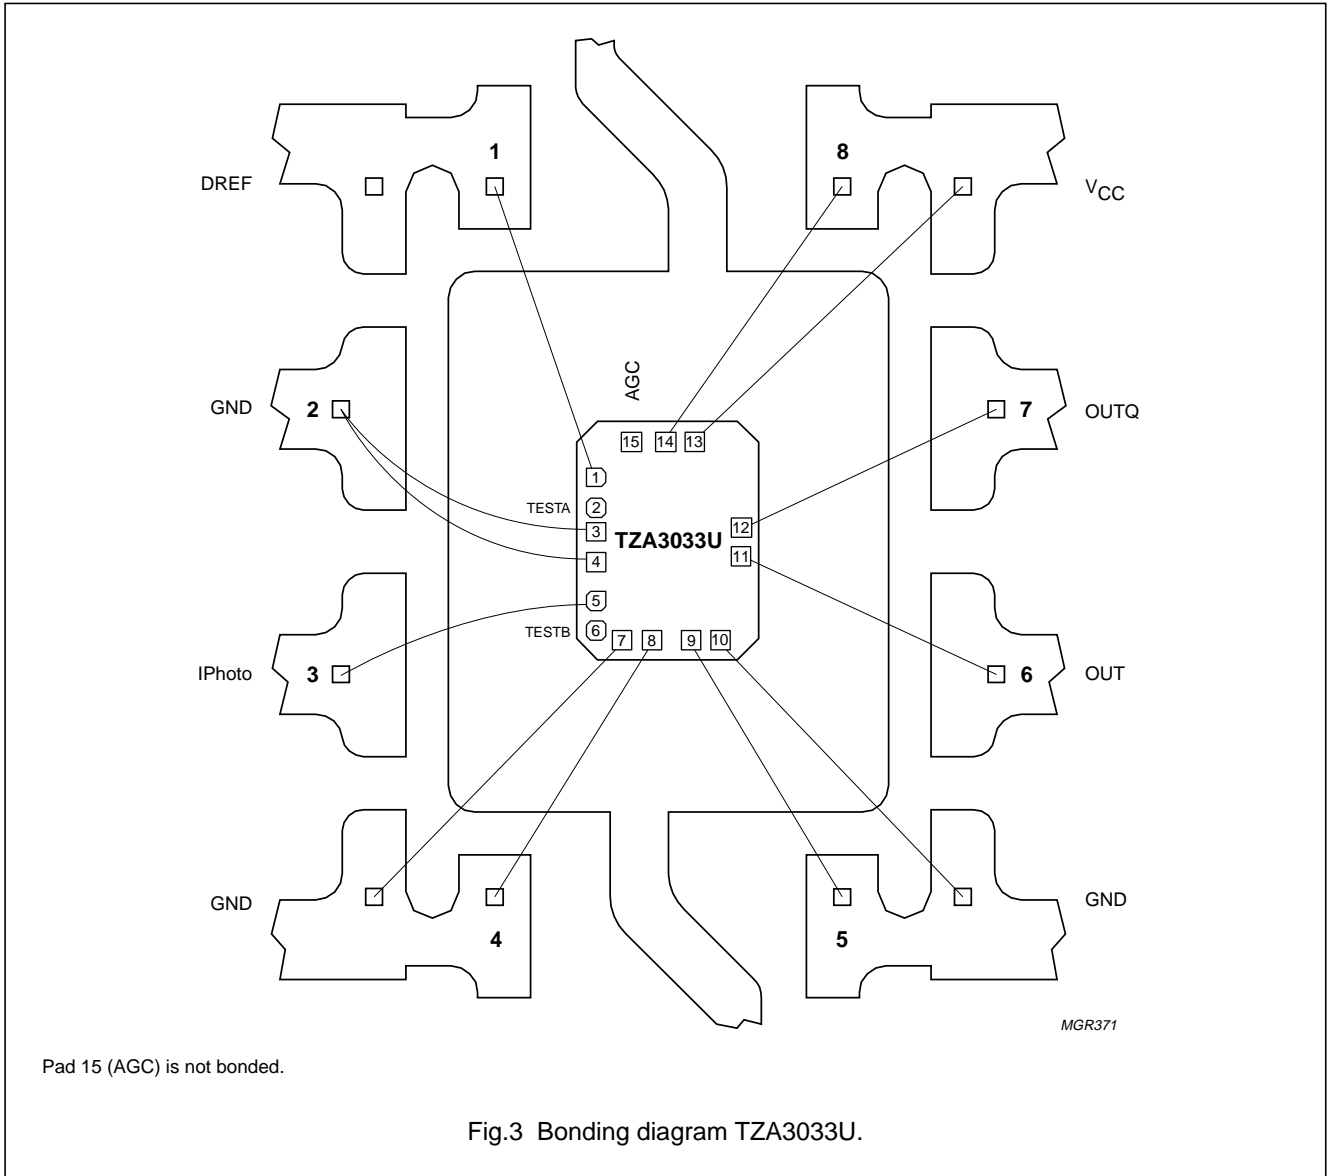 1
8
DREF
VCC
AGC
GND
2
7
OUTQ
15
14
13
1
TESTA
2
3
TZA3033U
12
4
11
5
TESTB
6
7
8
9
10
IPhoto
3
6
OUT
GND
4
5
GND
MGR371
Pad 15 (AGC) is not bonded.
Fig.3 Bonding diagram TZA3033U.